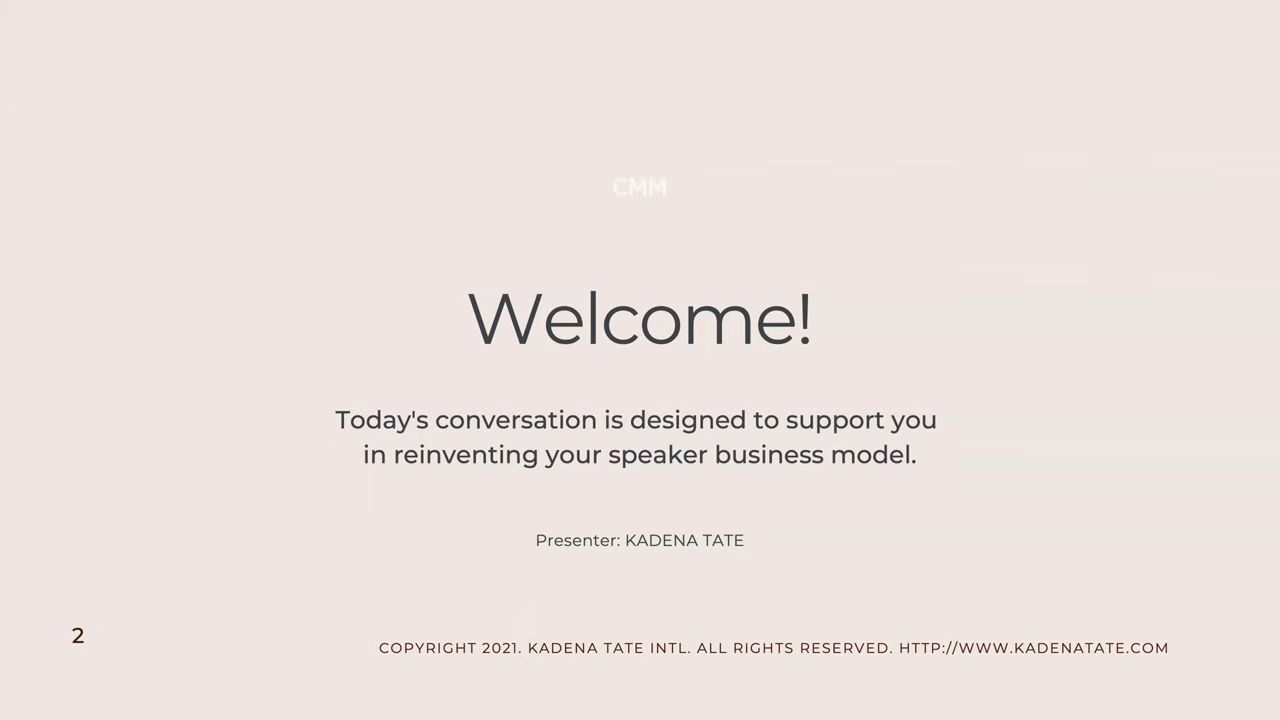 CMM
Welcome!
Today's conversation is designed to support you
in reinventing your speaker business model.
Presenter: KADENA TATE
2
COPYRIGHT 2021. KADENA TATE INTL. ALL RIGHTS RESERVED. HTTP://WWW.KADENATATE.COM